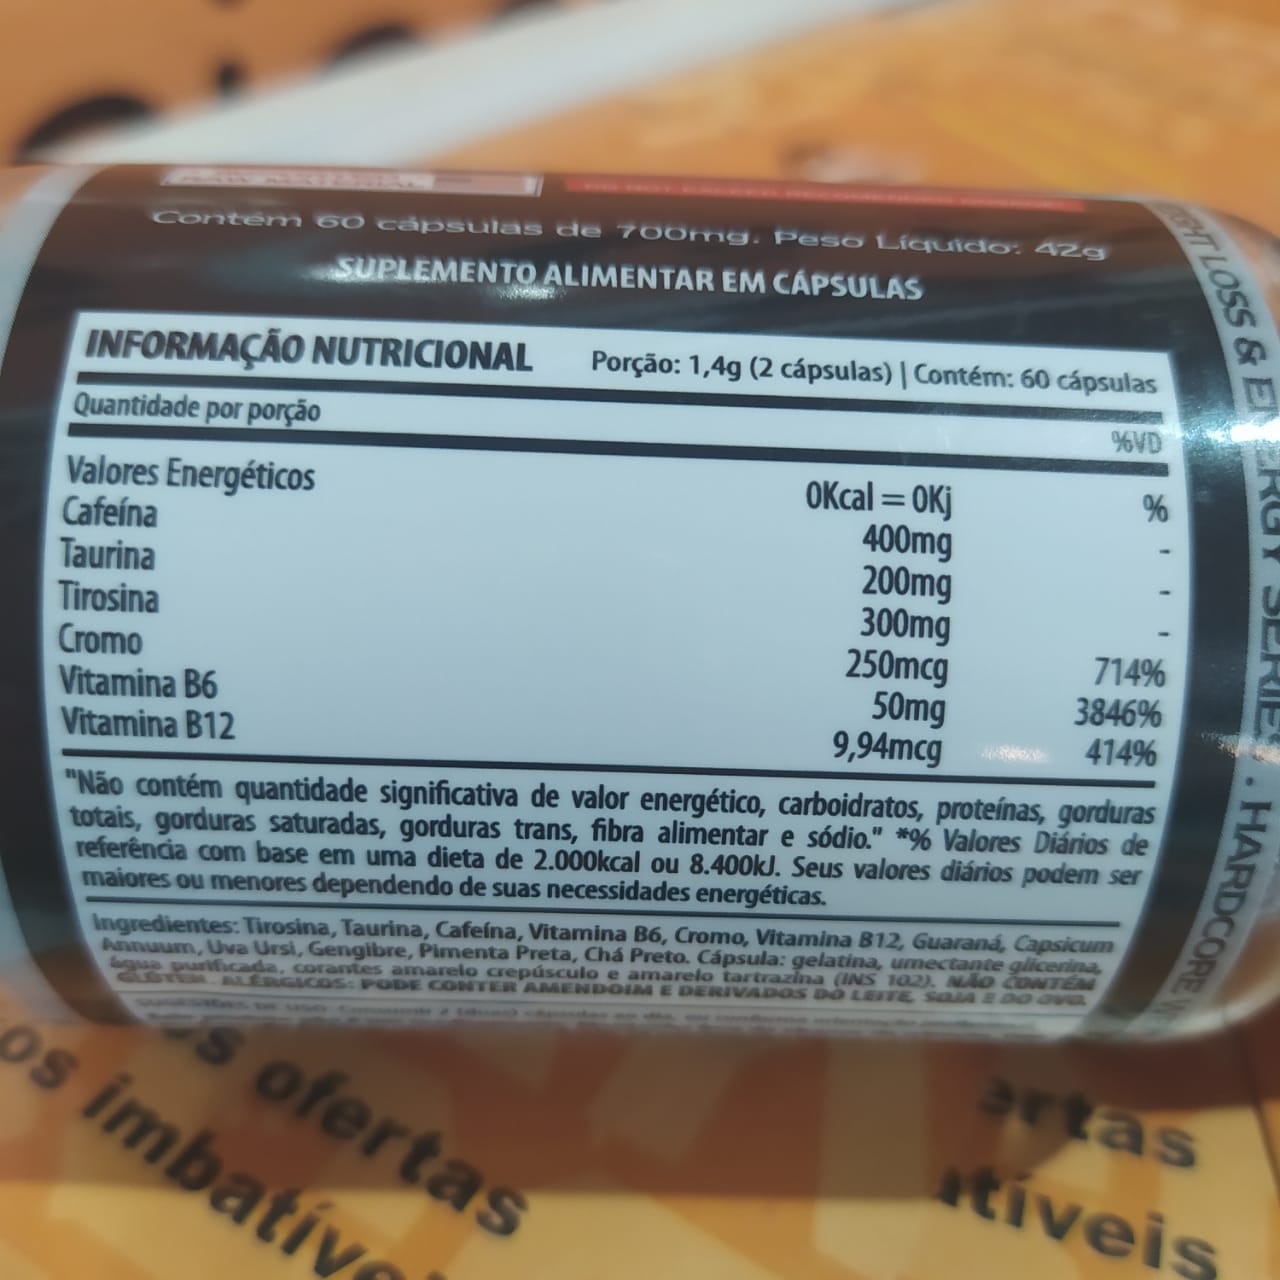 Contém 60 cápsulas de 700mg. Peso Líquido: 42g
SUPLEMENTO ALIMENTAR EM CÁPSULAS
INFORMAÇÃO NUTRICIONAL Porção: 1,4g (2 cápsulas) | Contém: 60 cápsulas
Quantidade por porção %VD
Valores Energéticos 0Kcal = 0Kj %
Cafeína 400mg -
Taurina 200mg -
Tirosina 300mg -
Cromo 250mcg 714%
Vitamina B6 50mg 3846%
Vitamina B12 9,94mcg 414%
"Não contém quantidade significativa de valor energético, carboidratos, proteínas, gorduras
totais, gorduras saturadas, gorduras trans, fibra alimentar e sódio." *% Valores Diários de
referência com base em uma dieta de 2.000kcal ou 8.400kJ. Seus valores diários podem ser
maiores ou menores dependendo de suas necessidades energéticas.
Ingredientes: Tirosina, Taurina, Cafeína, Vitamina B6, Cromo, Vitamina B12, Guaraná, Capsicum
Annuum, Uva Ursi, Gengibre, Pimenta Preta, Chá Preto. Cápsula: gelatina, umectante glicerina,
água purificada, corantes amarelo crepúsculo e amarelo tartrazina (INS 102). NÃO CONTÉM
GLÚTEN. ALÉRGICOS: PODE CONTER AMENDOIM E DERIVADOS DO LEITE, SOJA E DO OVO.
LOSS & SERIE . HARDCORE
ofertas
imbatíve